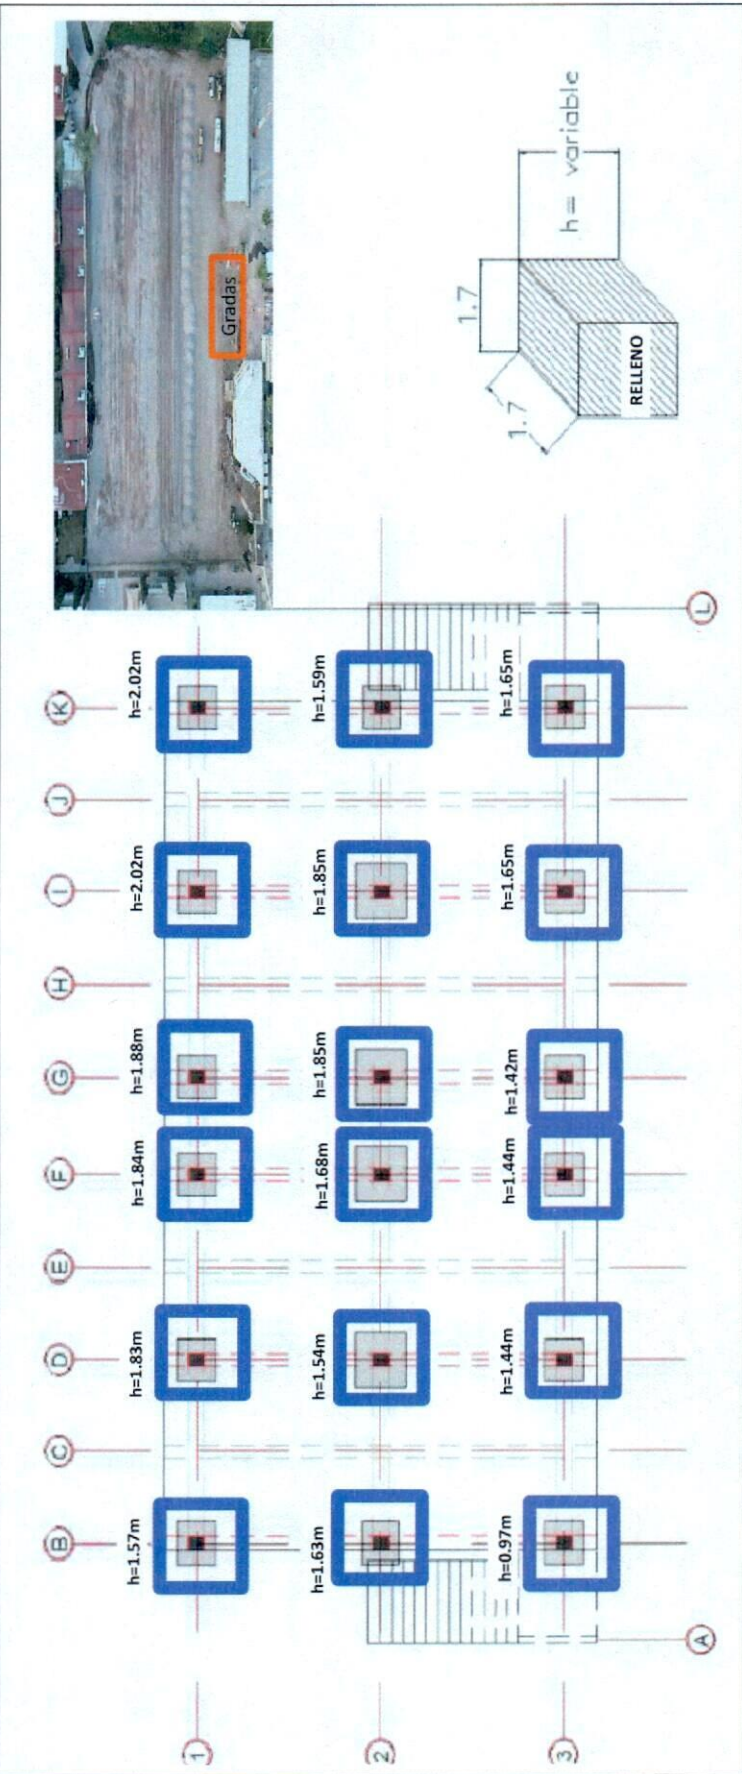 Gradas
1.7
1.7
h= variable
RELLENO
K
J
I
H
G
F
E
D
C
B
h=2.02m
h=1.59m
h=1.65m
h=2.02m
h=1.85m
h=1.65m
h=1.88m
h=1.85m
h=1.42m
h=1.84m
h=1.68m
h=1.44m
h=1.83m
h=1.54m
h=1.44m
h=1.57m
h=1.63m
h=0.97m
L
A
1
2
3